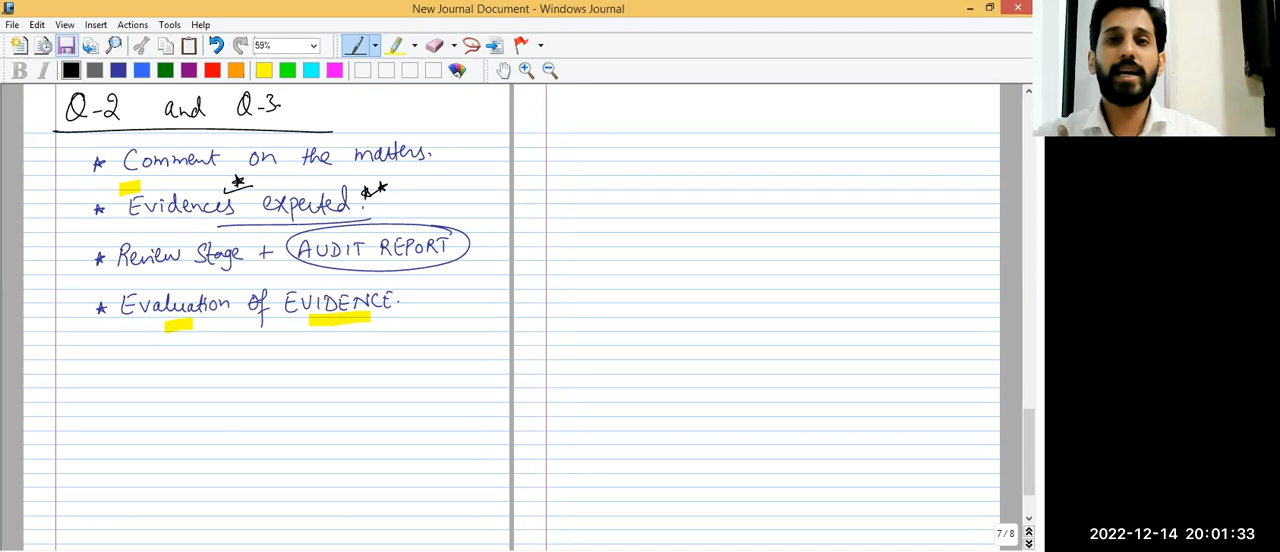 New Journal Document - Windows Journal
File Edit View Insert Actions Tools Help
59%
B I
Q-2 and Q-3
Comment on the matters.
Evidences expected.
Review Stage + AUDIT REPORT
Evaluation of EVIDENCE.
7/8
2022-12-14 20:01:33